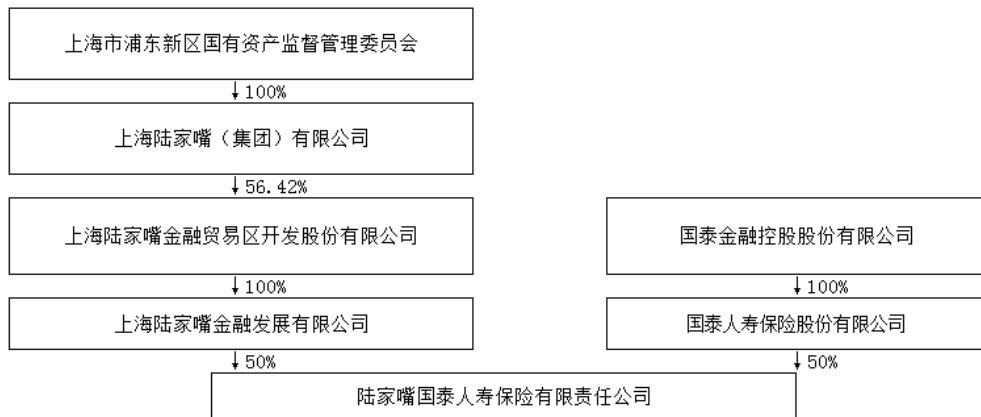 上海市浦东新区国有资产监督管理委员会
↓100%
上海陆家嘴（集团）有限公司
↓56.42%
上海陆家嘴金融贸易区开发股份有限公司
国泰金融控股股份有限公司
↓100%
↓100%
上海陆家嘴金融发展有限公司
国泰人寿保险股份有限公司
↓50%
↓50%
陆家嘴国泰人寿保险有限责任公司